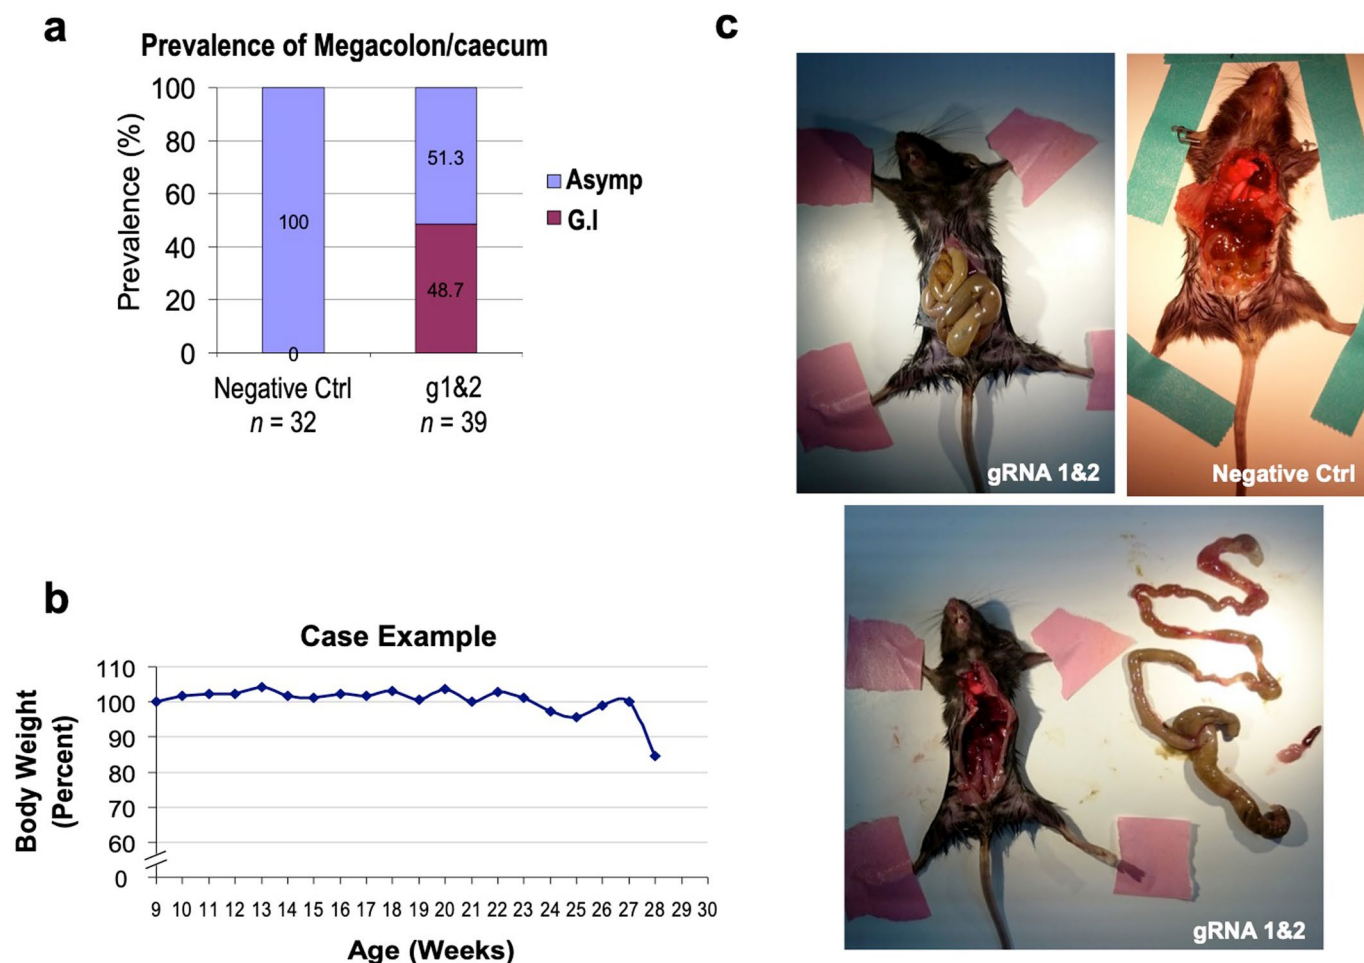 a
Prevalence of Megacolon/caecum
Prevalence (%)
100
80
60
40
20
0
100
0
51.3
48.7
Asymp
G.I
Negative Ctrl
n = 32
g1&2
n = 39
b
Case Example
Body Weight
(Percent)
110
100
90
80
70
60
0
9 10 11 12 13 14 15 16 17 18 19 20 21 22 23 24 25 26 27 28 29 30
Age (Weeks)
c
gRNA 1&2
Negative Ctrl
gRNA 1&2